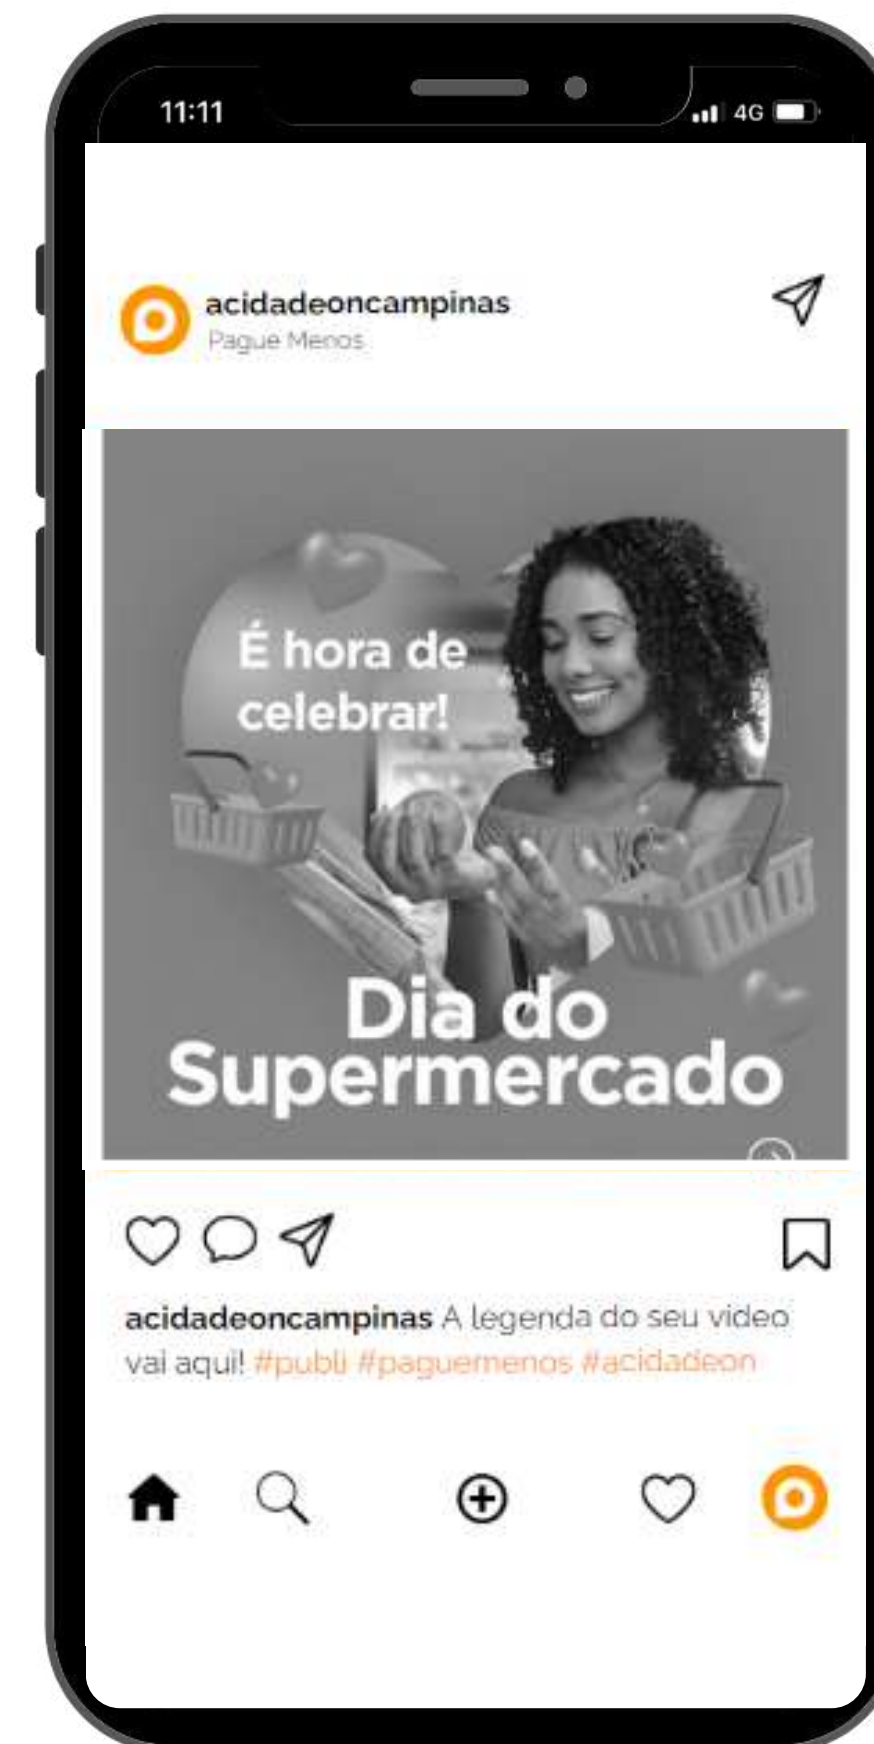 11:11
4G
acidadeoncampinas
Pague Menos
É hora de
celebrar!
Dia do
Supermercado
acidadeoncampinas A legenda do seu video
vai aqui! #publi #paguemenos #acidadeon